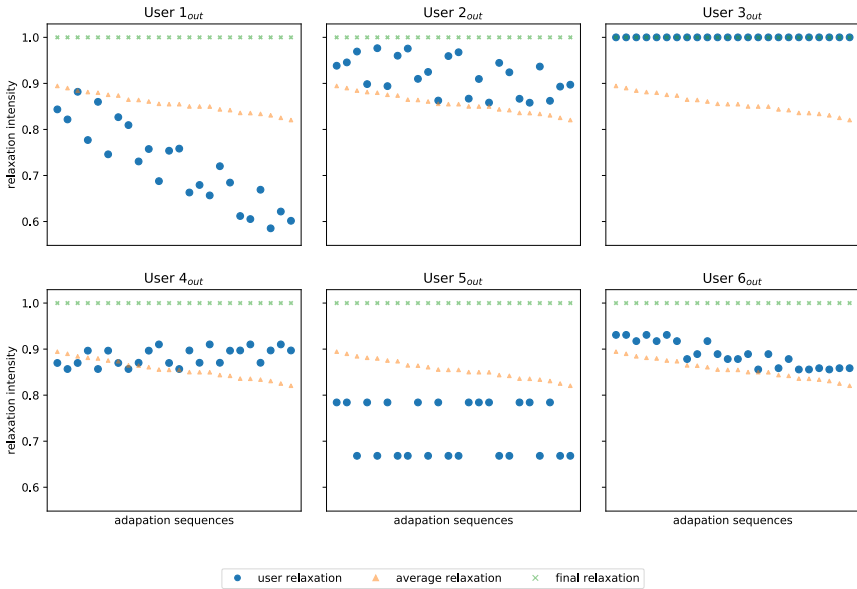 User 1out
User 2out
User 3out
relaxation intensity
1.0
0.9
0.8
0.7
0.6
User 4out
User 5out
User 6out
relaxation intensity
1.0
0.9
0.8
0.7
0.6
adapation sequences
adapation sequences
user relaxation
average relaxation
final relaxation